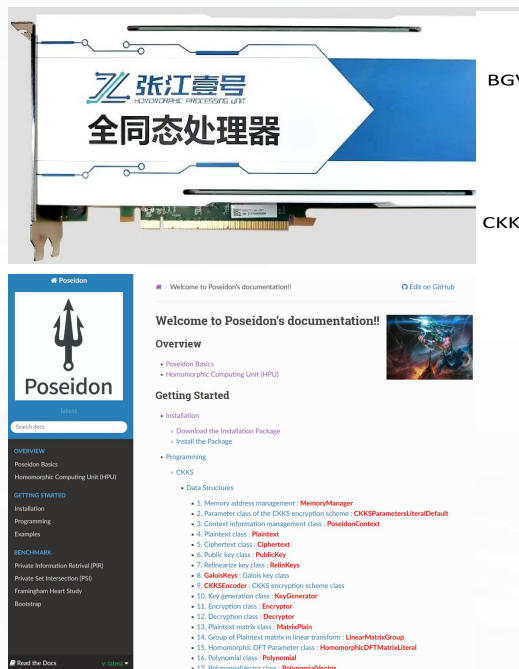 张江壹号
HOMOMORPHIC PROCESSING UNIT
全同态处理器
BGV
CKK
Poseidon
Poseidon
latest
Search docs
OVERVIEW
Poseidon Basics
Homomorphic Computing Unit (HPU)
GETTING STARTED
Installation
Programming
Examples
BENCHMARK
Private Information Retrival (PIR)
Private Set Intersection (PSI)
Framingham Heart Study
Bootstrap
Read the Docs
v: latest
/ Welcome to Poseidon's documentation!!
Edit on GitHub
Welcome to Poseidon's documentation!!
Overview
• Poseidon Basics
• Homomorphic Computing Unit (HPU)
Getting Started
• Installation
○ Download the Installation Package
○ Install the Package
• Programming
○ CKKS
▪ Data Structures
▪ 1. Memory address management : MemoryManager
▪ 2. Parameter class of the CKKS encryption scheme : CKKSParametersLiteralDefault
▪ 3. Context information management class : PoseidonContext
▪ 4. Plaintext class : Plaintext
▪ 5. Ciphertext class : Ciphertext
▪ 6. Public key class : PublicKey
▪ 7. Relinearize key class : RelinKeys
▪ 8. GaloisKeys : Galois key class
▪ 9. CKKSEncoder : CKKS encryption scheme class
▪ 10. Key generation class : KeyGenerator
▪ 11. Encryption class : Encryptor
▪ 12. Decryption class : Decryptor
▪ 13. Plaintext matrix class : MatrixPlain
▪ 14. Group of Plaintext matrix in linear transform : LinearMatrixGroup
▪ 15. Homomorphic DFT Parameter class : HomomorphicDFTMatrixLiteral
▪ 16. Polynomial class : Polynomial
▪ 17. PolynomialVector class : PolynomialVector